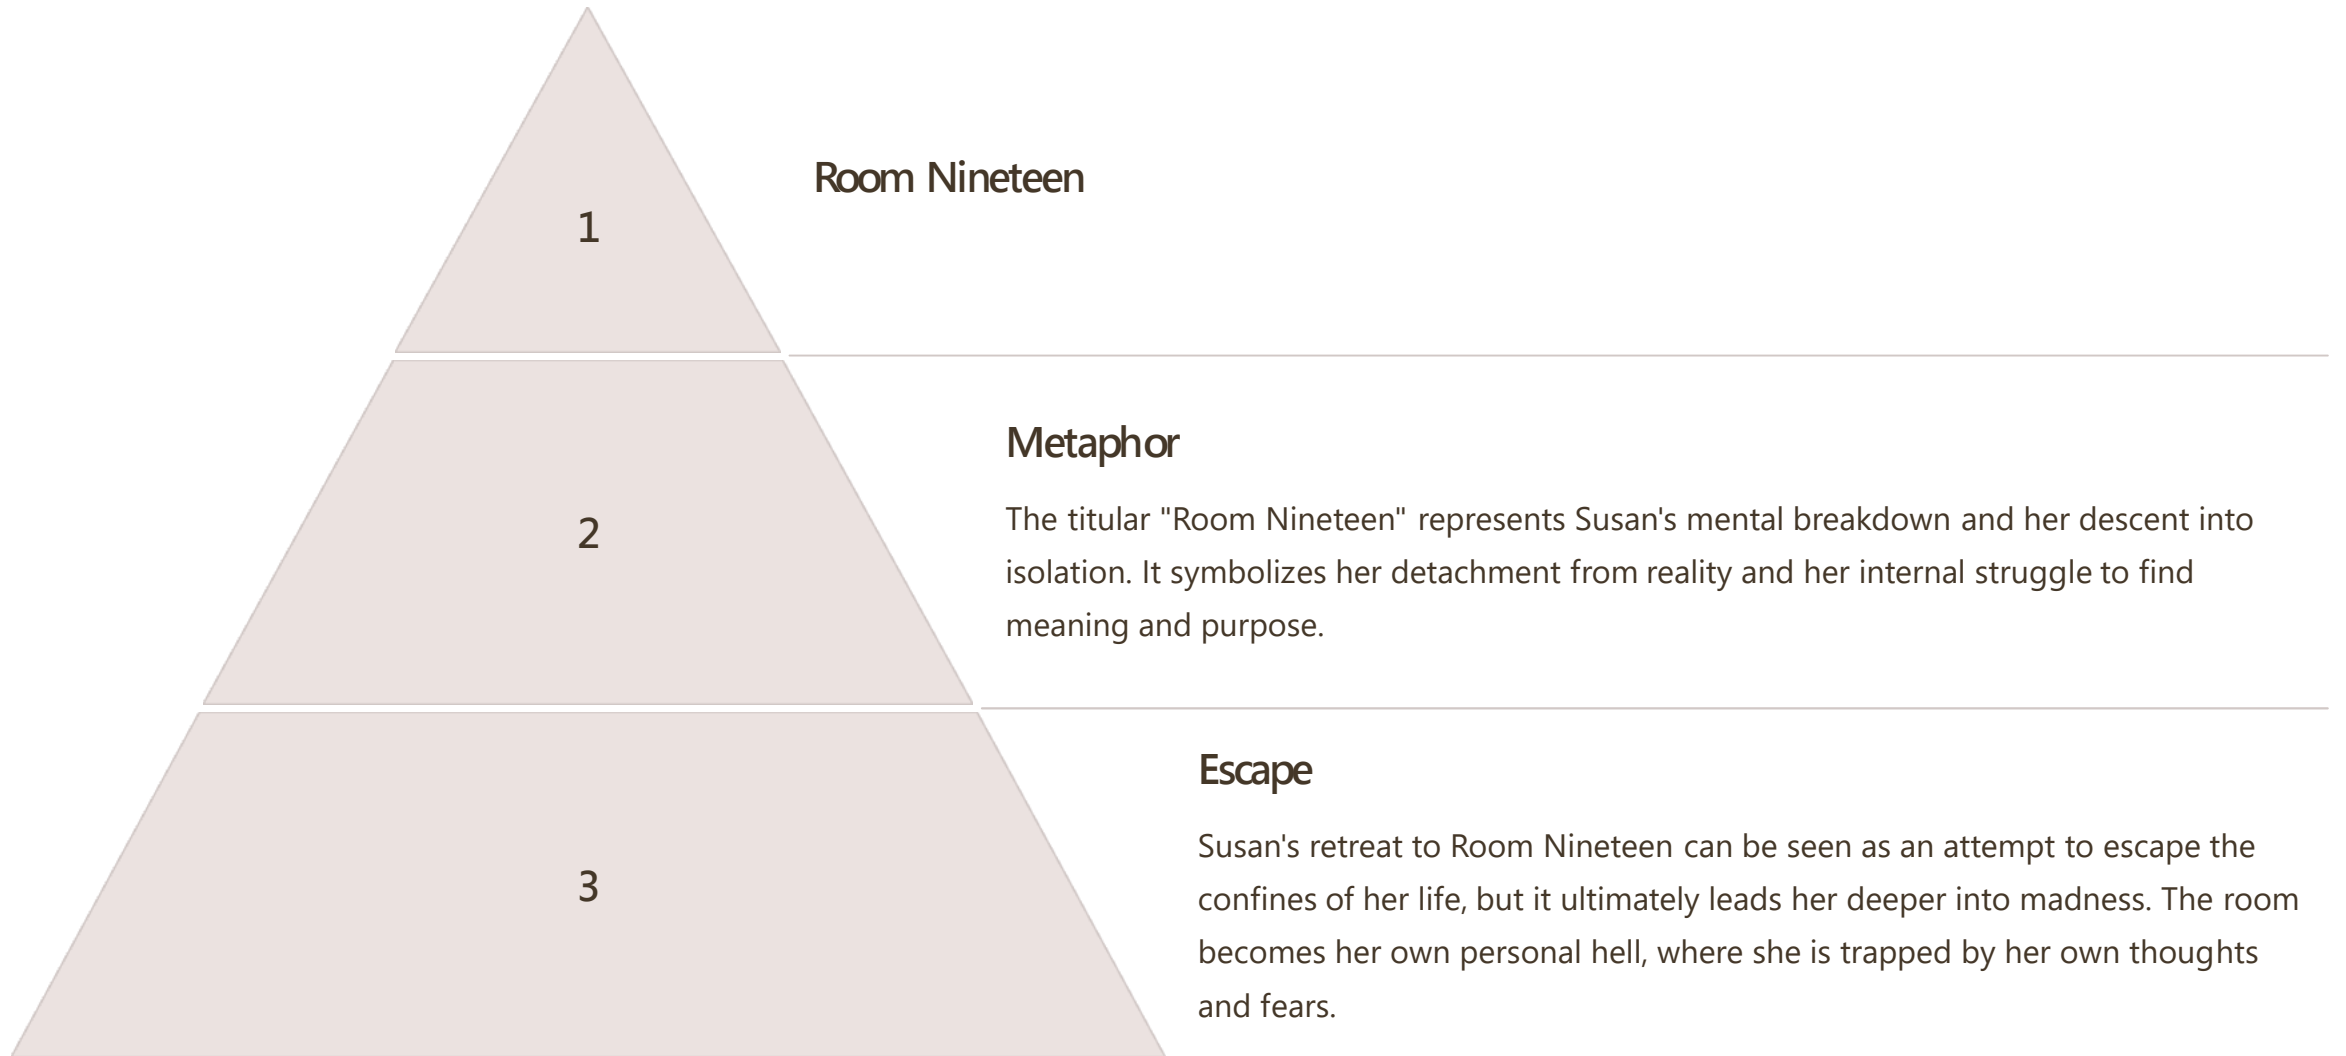 1
Room Nineteen
2
Metaphor
The titular "Room Nineteen" represents Susan's mental breakdown and her descent into
isolation. It symbolizes her detachment from reality and her internal struggle to find
meaning and purpose.
3
Escape
Susan's retreat to Room Nineteen can be seen as an attempt to escape the
confines of her life, but it ultimately leads her deeper into madness. The room
becomes her own personal hell, where she is trapped by her own thoughts
and fears.